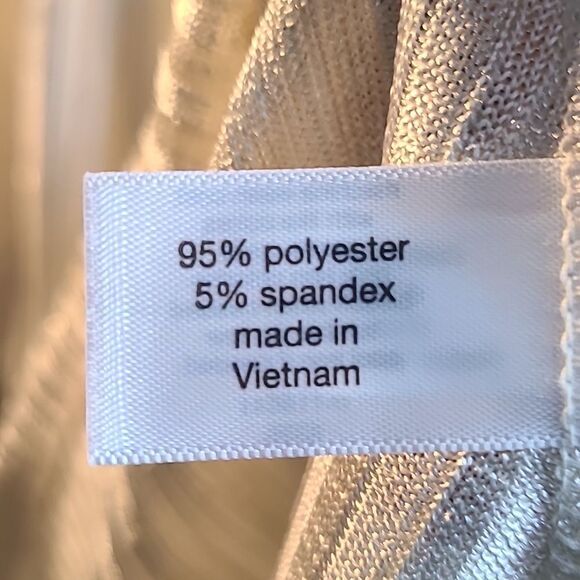 95% polyester
5% spandex
made in
Vietnam